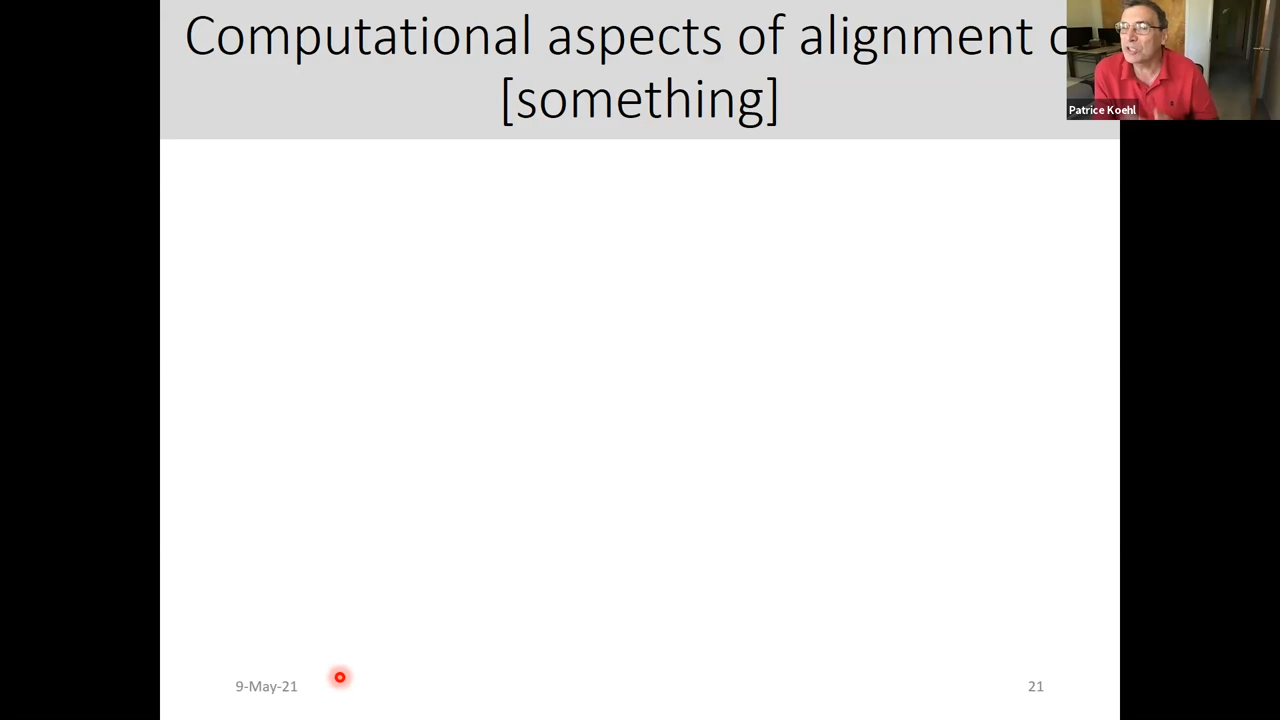 Computational aspects of alignment
[something]
Patrice Koehl
9-May-21
21